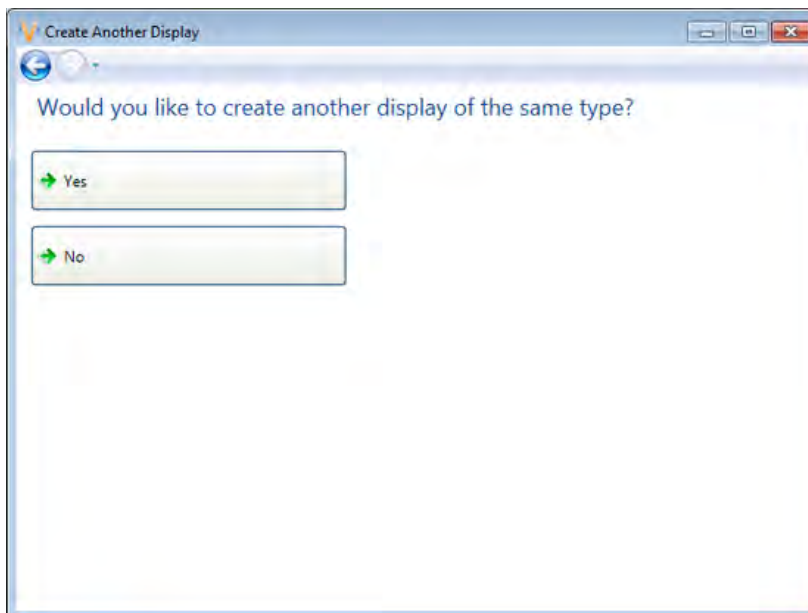 Create Another Display
Would you like to create another display of the same type?
Yes
No